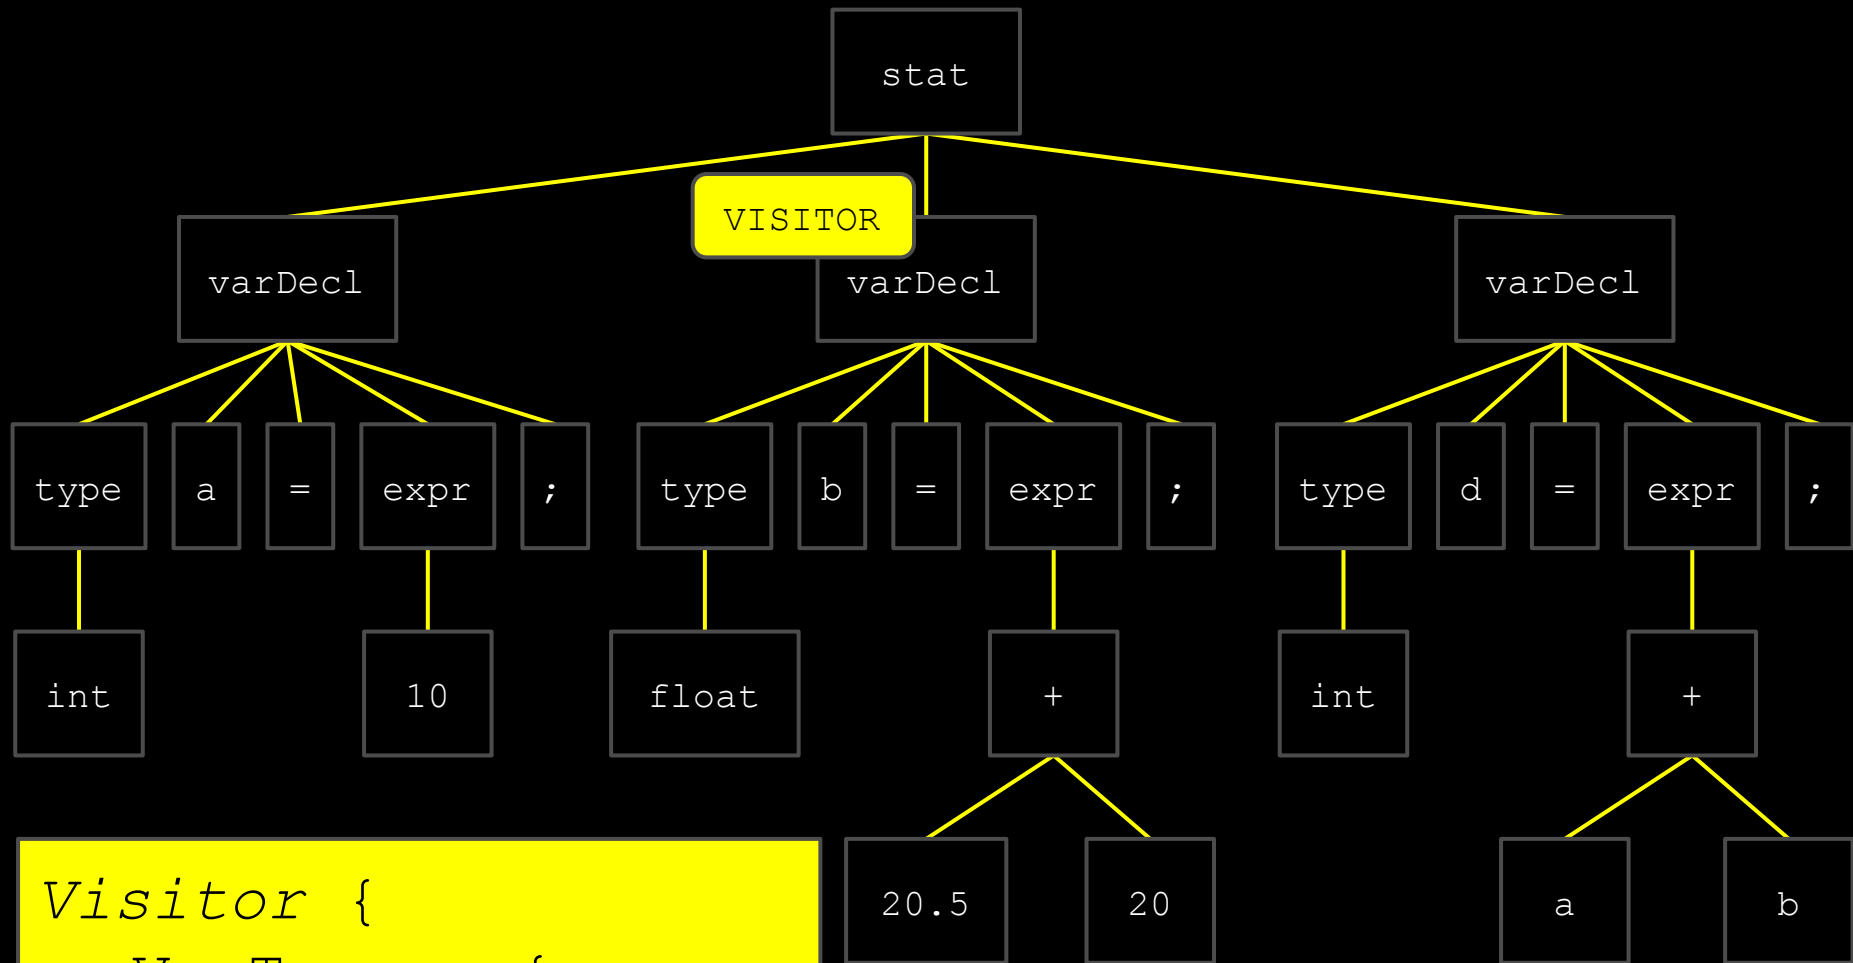 stat
VISITOR
varDecl varDecl varDecl
type a = expr ; type b = expr ; type d = expr ;
int 10 float + int +
Visitor {
20.5 20 a b